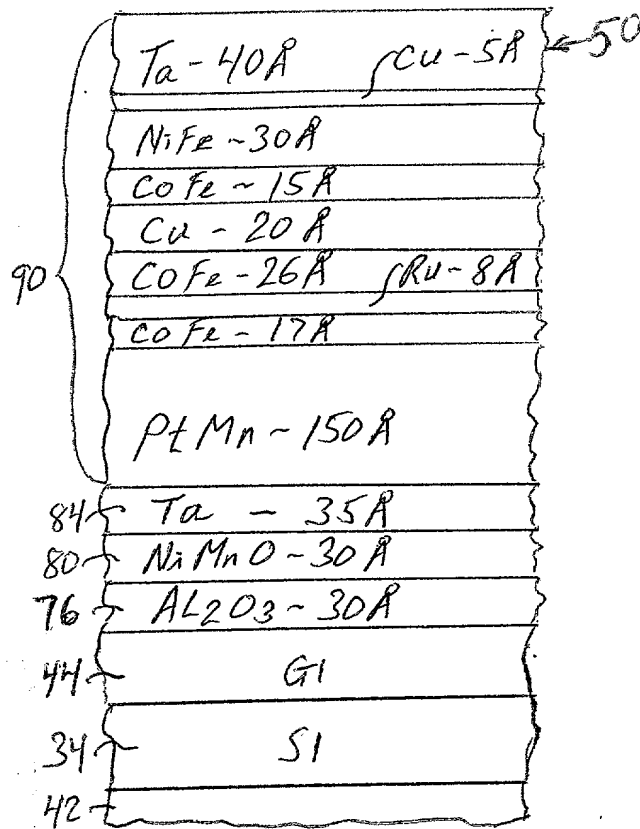 Ta - 40Å Cu - 5Å 50
NiFe - 30Å
CoFe - 15Å
Cu - 20Å
90 CoFe - 26Å Ru - 8Å
CoFe - 17Å
PtMn - 150Å
84 Ta - 35Å
80 NiMnO - 30Å
76 AL2O3 - 30Å
44 G1
34 S1
42